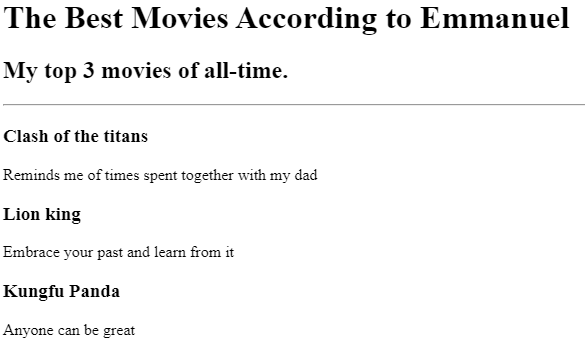 The Best Movies According to Emmanuel
My top 3 movies of all-time.
Clash of the titans
Reminds me of times spent together with my dad
Lion king
Embrace your past and learn from it
Kungfu Panda
Anyone can be great